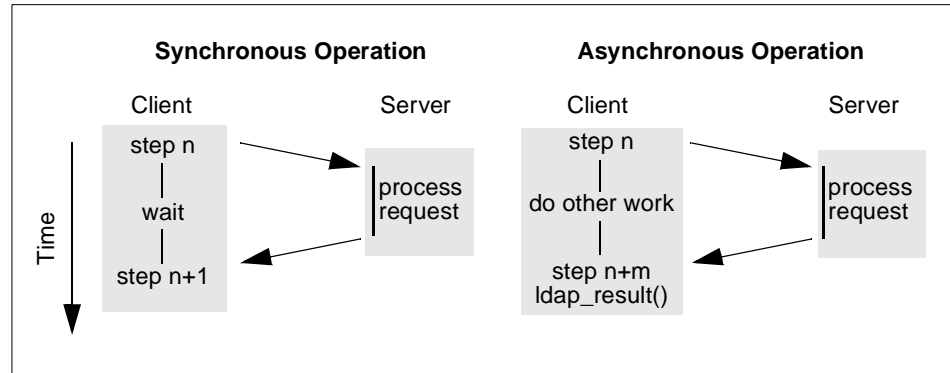 Synchronous Operation
Asynchronous Operation
Client
Server
Client
Server
Time
step n
wait
step n+1
process
request
step n
do other work
step n+m
ldap_result()
process
request